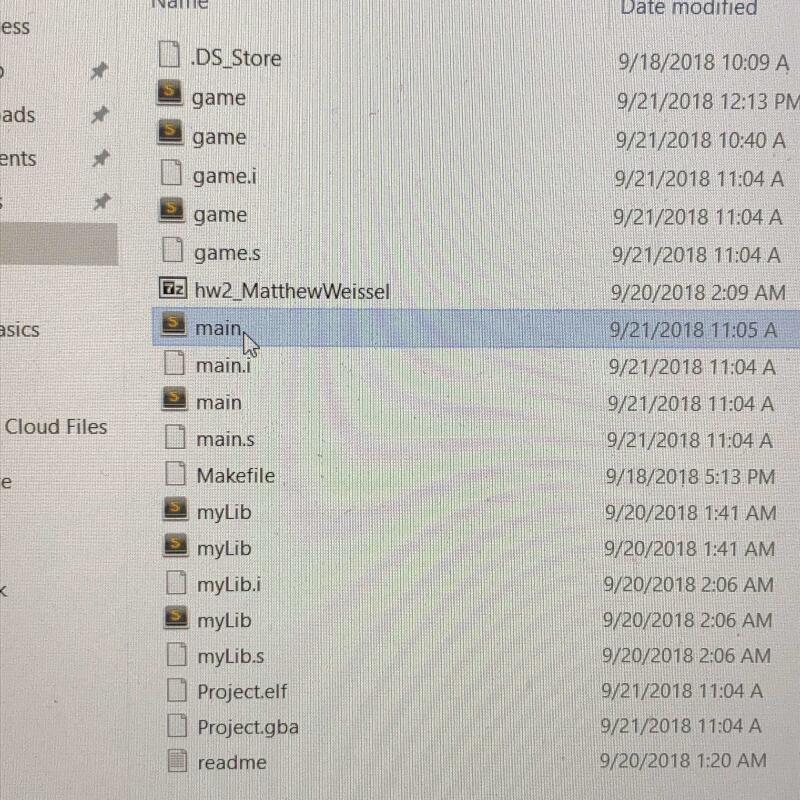 Name Date modified
ess
.DS_Store 9/18/2018 10:09 A
game 9/21/2018 12:13 PM
ads
game 9/21/2018 10:40 A
ents
game.i 9/21/2018 11:04 A
game 9/21/2018 11:04 A
game.s 9/21/2018 11:04 A
hw2_MatthewWeissel 9/20/2018 2:09 AM
asics
main 9/21/2018 11:05 A
main.i 9/21/2018 11:04 A
main 9/21/2018 11:04 A
Cloud Files
main.s 9/21/2018 11:04 A
e
Makefile 9/18/2018 5:13 PM
myLib 9/20/2018 1:41 AM
myLib 9/20/2018 1:41 AM
myLib.i 9/20/2018 2:06 AM
myLib 9/20/2018 2:06 AM
myLib.s 9/20/2018 2:06 AM
Project.elf 9/21/2018 11:04 A
Project.gba 9/21/2018 11:04 A
readme 9/20/2018 1:20 AM